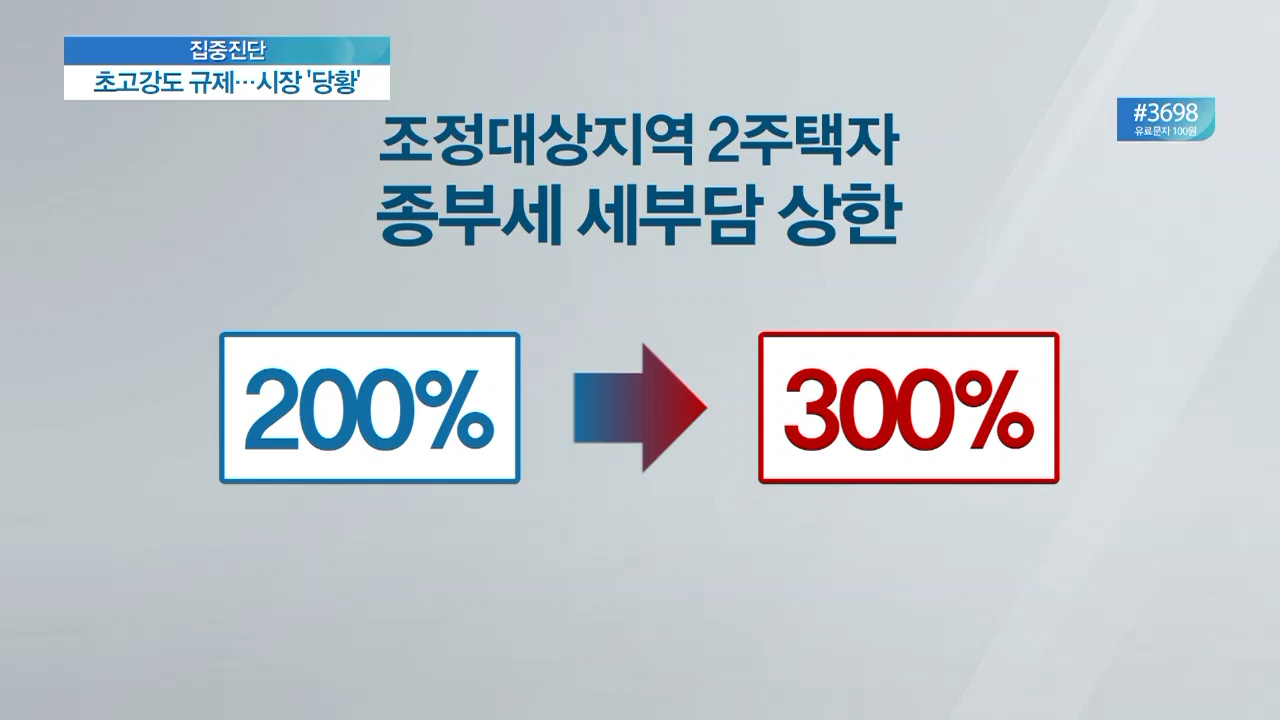 집중진단
초고강도 규제…시장 '당황'
#3698
유료문자 100원
조정대상지역 2주택자
종부세 세부담 상한
200%
300%